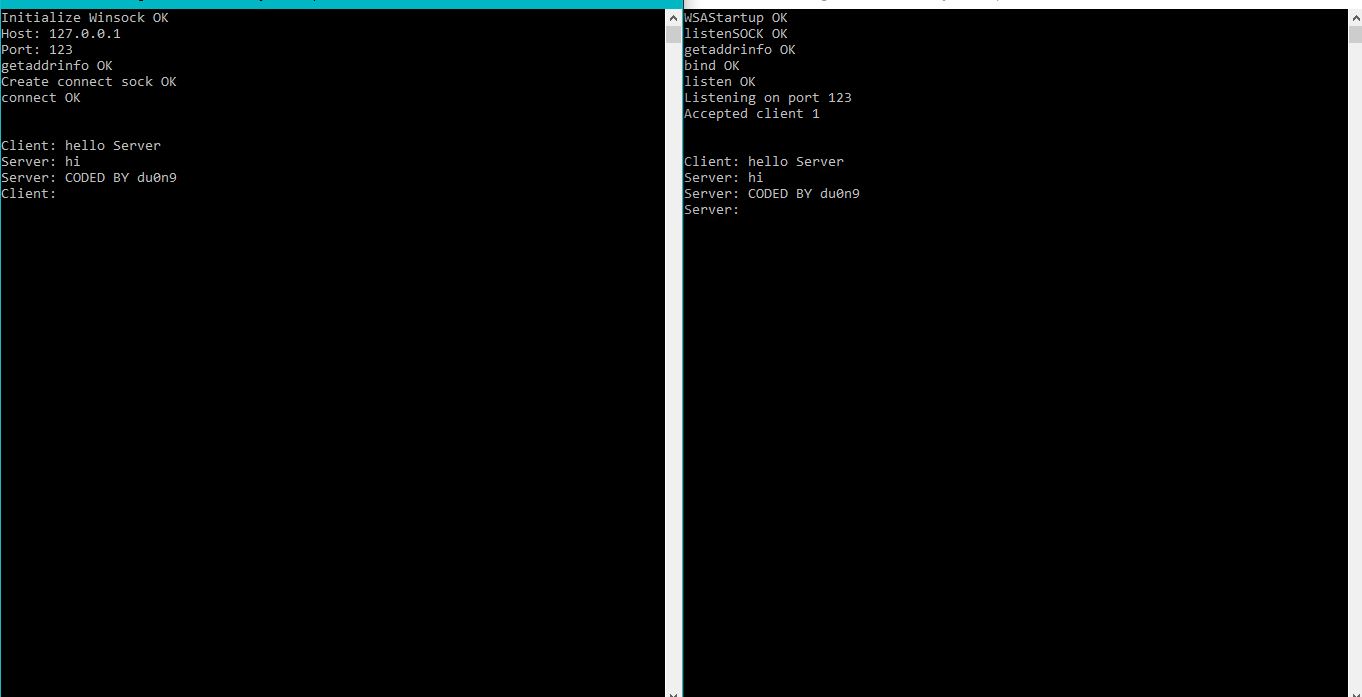 Initialize Winsock OK
Host: 127.0.0.1
Port: 123
getaddrinfo OK
Create connect sock OK
connect OK
Client: hello Server
Server: hi
Server: CODED BY du0n9
Client:
WSAStartup OK
listenSOCK OK
getaddrinfo OK
bind OK
listen OK
Listening on port 123
Accepted client 1
Client: hello Server
Server: hi
Server: CODED BY du0n9
Server: